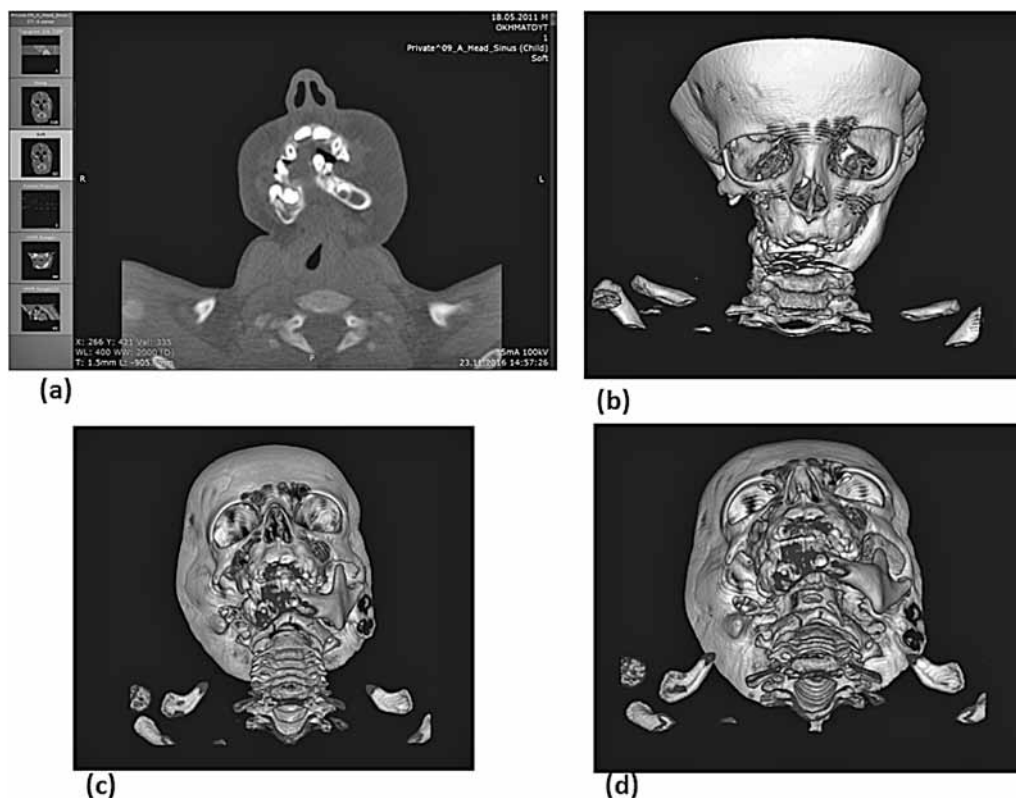 18.05.2011 M
OKHMATDYT
1
Private^09_A_Head_Sinus (Child)
Soft
R
L
X: 266 Y: 421 Val: 335
WL: 400 WW: 2000 [D]
T: 1.5mm L: -905
mA 100kV
23.11.2016 14:57:26
(a)
(b)
(c)
(d)